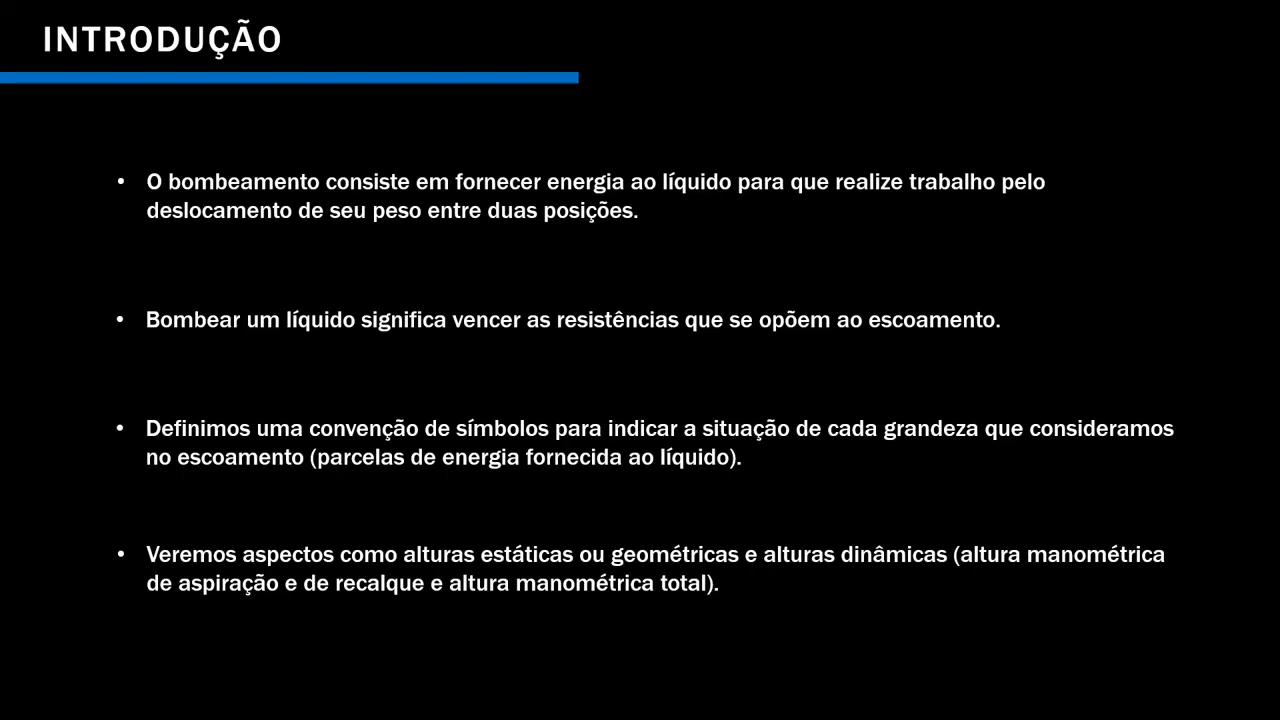 INTRODUÇÃO
• O bombeamento consiste em fornecer energia ao líquido para que realize trabalho pelo
deslocamento de seu peso entre duas posições.
• Bombear um líquido significa vencer as resistências que se opõem ao escoamento.
• Definimos uma convenção de símbolos para indicar a situação de cada grandeza que consideramos
no escoamento (parcelas de energia fornecida ao líquido).
• Veremos aspectos como alturas estáticas ou geométricas e alturas dinâmicas (altura manométrica
de aspiração e de recalque e altura manométrica total).